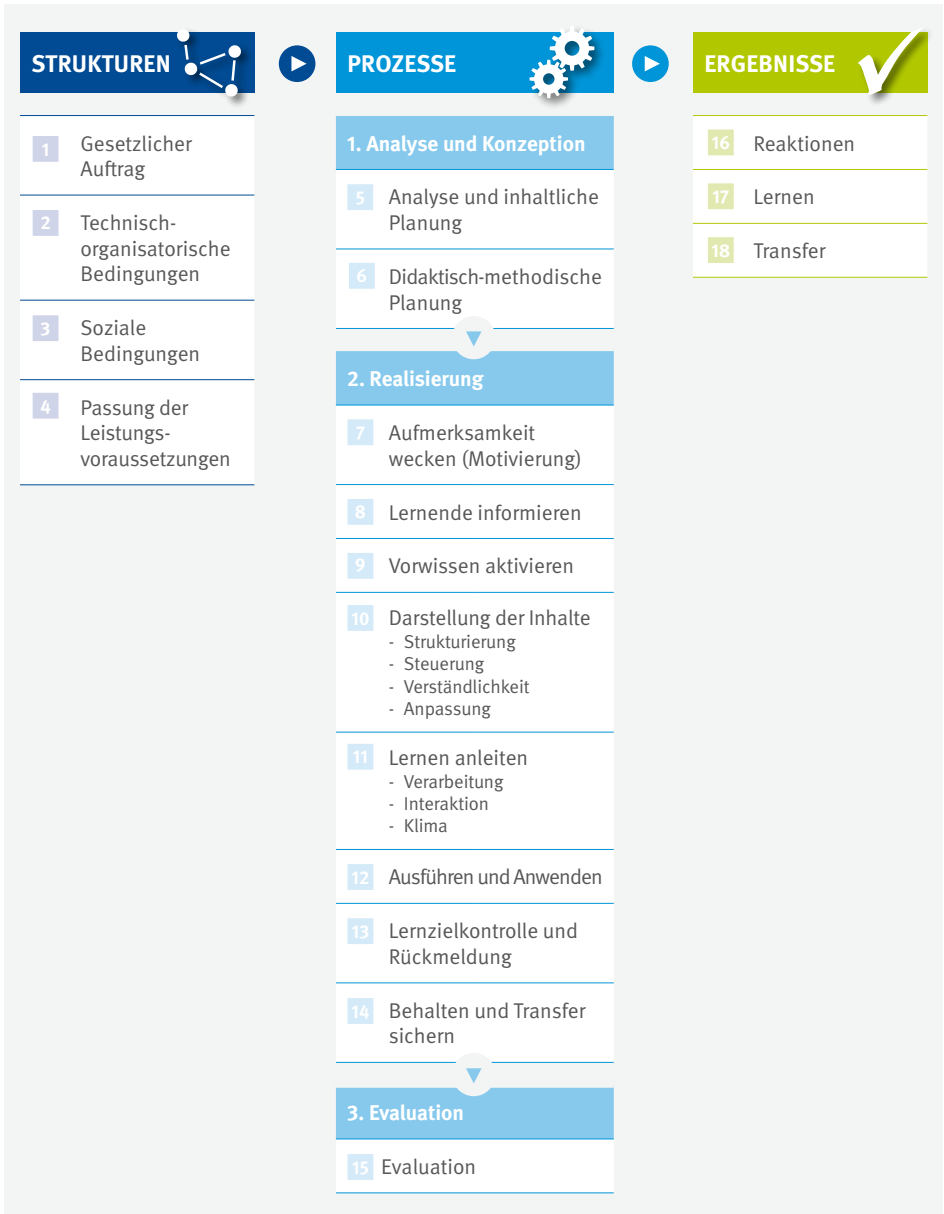 STRUKTUREN
1 Gesetzlicher
Auftrag
2 Technisch-
organisatorische
Bedingungen
3 Soziale
Bedingungen
4 Passung der
Leistungs-
voraussetzungen
PROZESSE
1. Analyse und Konzeption
5 Analyse und inhaltliche
Planung
6 Didaktisch-methodische
Planung
2. Realisierung
7 Aufmerksamkeit
wecken (Motivierung)
8 Lernende informieren
9 Vorwissen aktivieren
10 Darstellung der Inhalte
- Strukturierung
- Steuerung
- Verständlichkeit
- Anpassung
11 Lernen anleiten
- Verarbeitung
- Interaktion
- Klima
12 Ausführen und Anwenden
13 Lernzielkontrolle und
Rückmeldung
14 Behalten und Transfer
sichern
3. Evaluation
15 Evaluation
ERGEBNISSE
16 Reaktionen
17 Lernen
18 Transfer